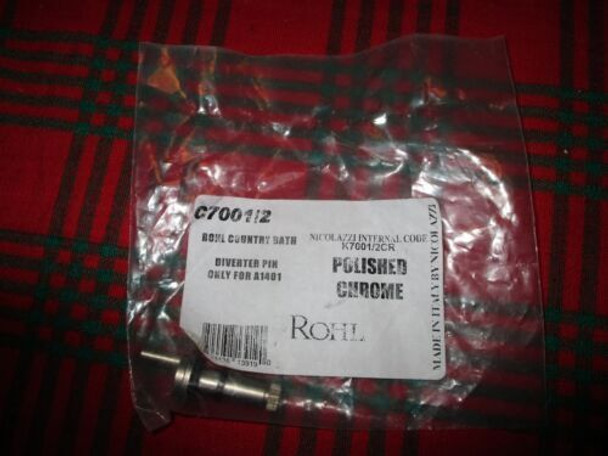 C7001/2
ROHL COUNTRY BATH
DIVERTER PIN
ONLY FOR A1401
NICOLAZZI INTERNAL CODE
K7001/2CR
POLISHED
CHROME
ROHL
MADE IN ITALY BY NICOLAZZI